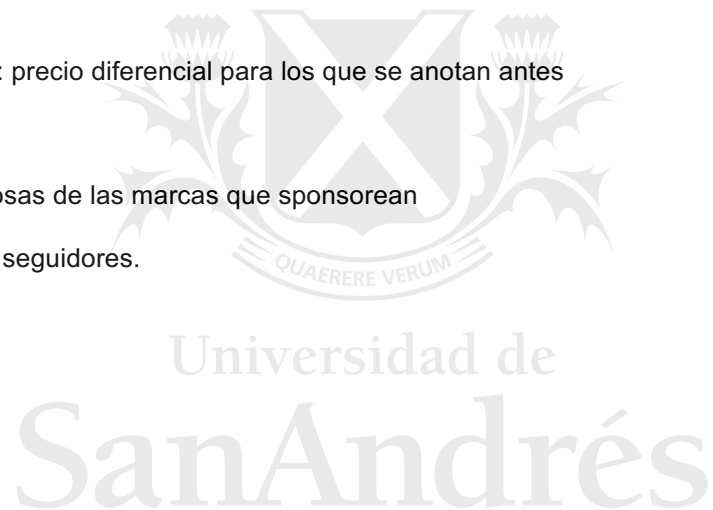 : precio diferencial para los que se anotan antes
osas de las marcas que sponsorean
seguidores.
QUAERERE VERUM
Universidad de
SanAndrés